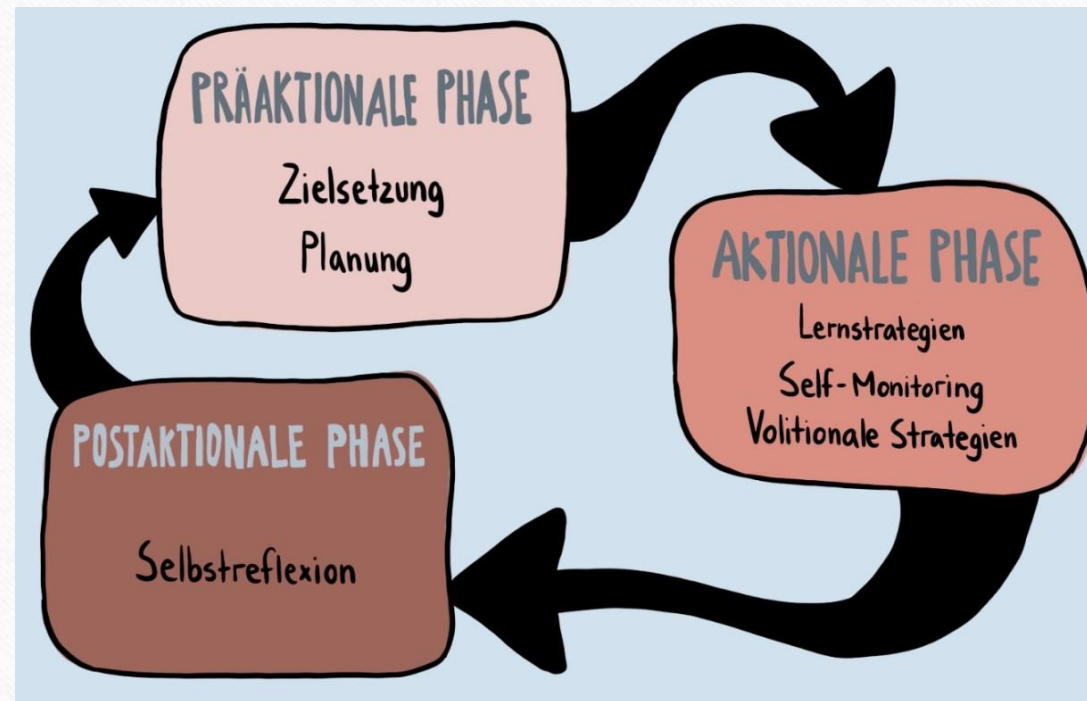 PRÄAKTIONALE PHASE
Zielsetzung
Planung
AKTIONALE PHASE
Lernstrategien
Self-Monitoring
Volitionale Strategien
POSTAKTIONALE PHASE
Selbstreflexion